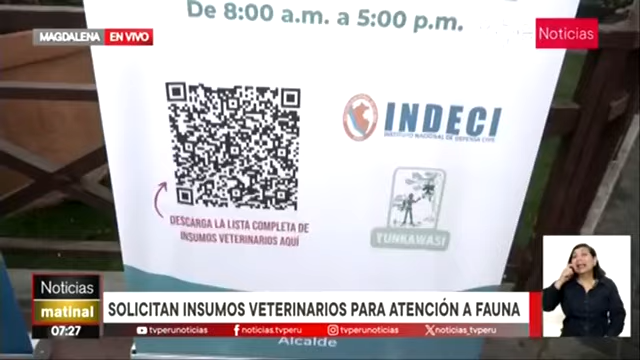 De 8:00 a.m. a 5:00 p.m.
MAGDALENA EN VIVO
Noticias
INDECI
INSTITUTO NACIONAL DE DEFENSA CIVIL
YUNKAWASI
DESCARGA LA LISTA COMPLETA DE
INSUMOS VETERINARIOS AQUÍ
Noticias
matinal
07:27
SOLICITAN INSUMOS VETERINARIOS PARA ATENCIÓN A FAUNA
tvperunoticias noticias.tvperu tvperunoticias noticias_tvperu
Alcalde